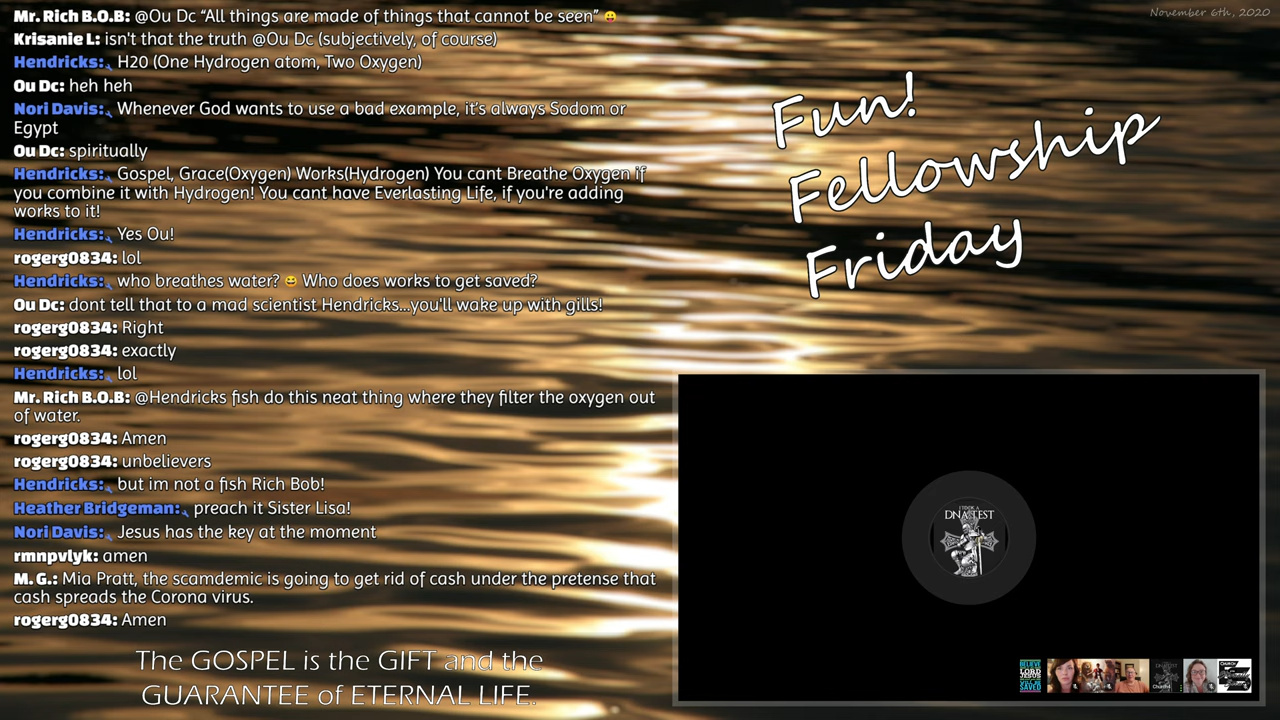 November 6th, 2020
Mr. Rich B.O.B: @Ou Dc “All things are made of things that cannot be seen” 😛
Krisanie L: isn't that the truth @Ou Dc (subjectively, of course)
Hendricks: H20 (One Hydrogen atom, Two Oxygen)
Ou Dc: heh heh
Nori Davis: Whenever God wants to use a bad example, it’s always Sodom or
Egypt
Ou Dc: spiritually
Hendricks: Gospel, Grace(Oxygen) Works(Hydrogen) You cant Breathe Oxygen if
you combine it with Hydrogen! You cant have Everlasting Life, if you're adding
works to it!
Hendricks: Yes Ou!
rogerg0834: lol
Hendricks: who breathes water? 😆 Who does works to get saved?
Ou Dc: dont tell that to a mad scientist Hendricks...you'll wake up with gills!
rogerg0834: Right
rogerg0834: exactly
Hendricks: lol
Mr. Rich B.O.B: @Hendricks fish do this neat thing where they filter the oxygen out
of water.
rogerg0834: Amen
rogerg0834: unbelievers
Hendricks: but im not a fish Rich Bob!
Heather Bridgeman: preach it Sister Lisa!
Nori Davis: Jesus has the key at the moment
rmnpvlyk: amen
M. G.: Mia Pratt, the scamdemic is going to get rid of cash under the pretense that
cash spreads the Corona virus.
rogerg0834: Amen
The GOSPEL is the GIFT and the
GUARANTEE of ETERNAL LIFE.
Fun!
Fellowship
Friday
I TOOK A
DNA TEST
BELIEVE
LORD
JESUS
SAVED